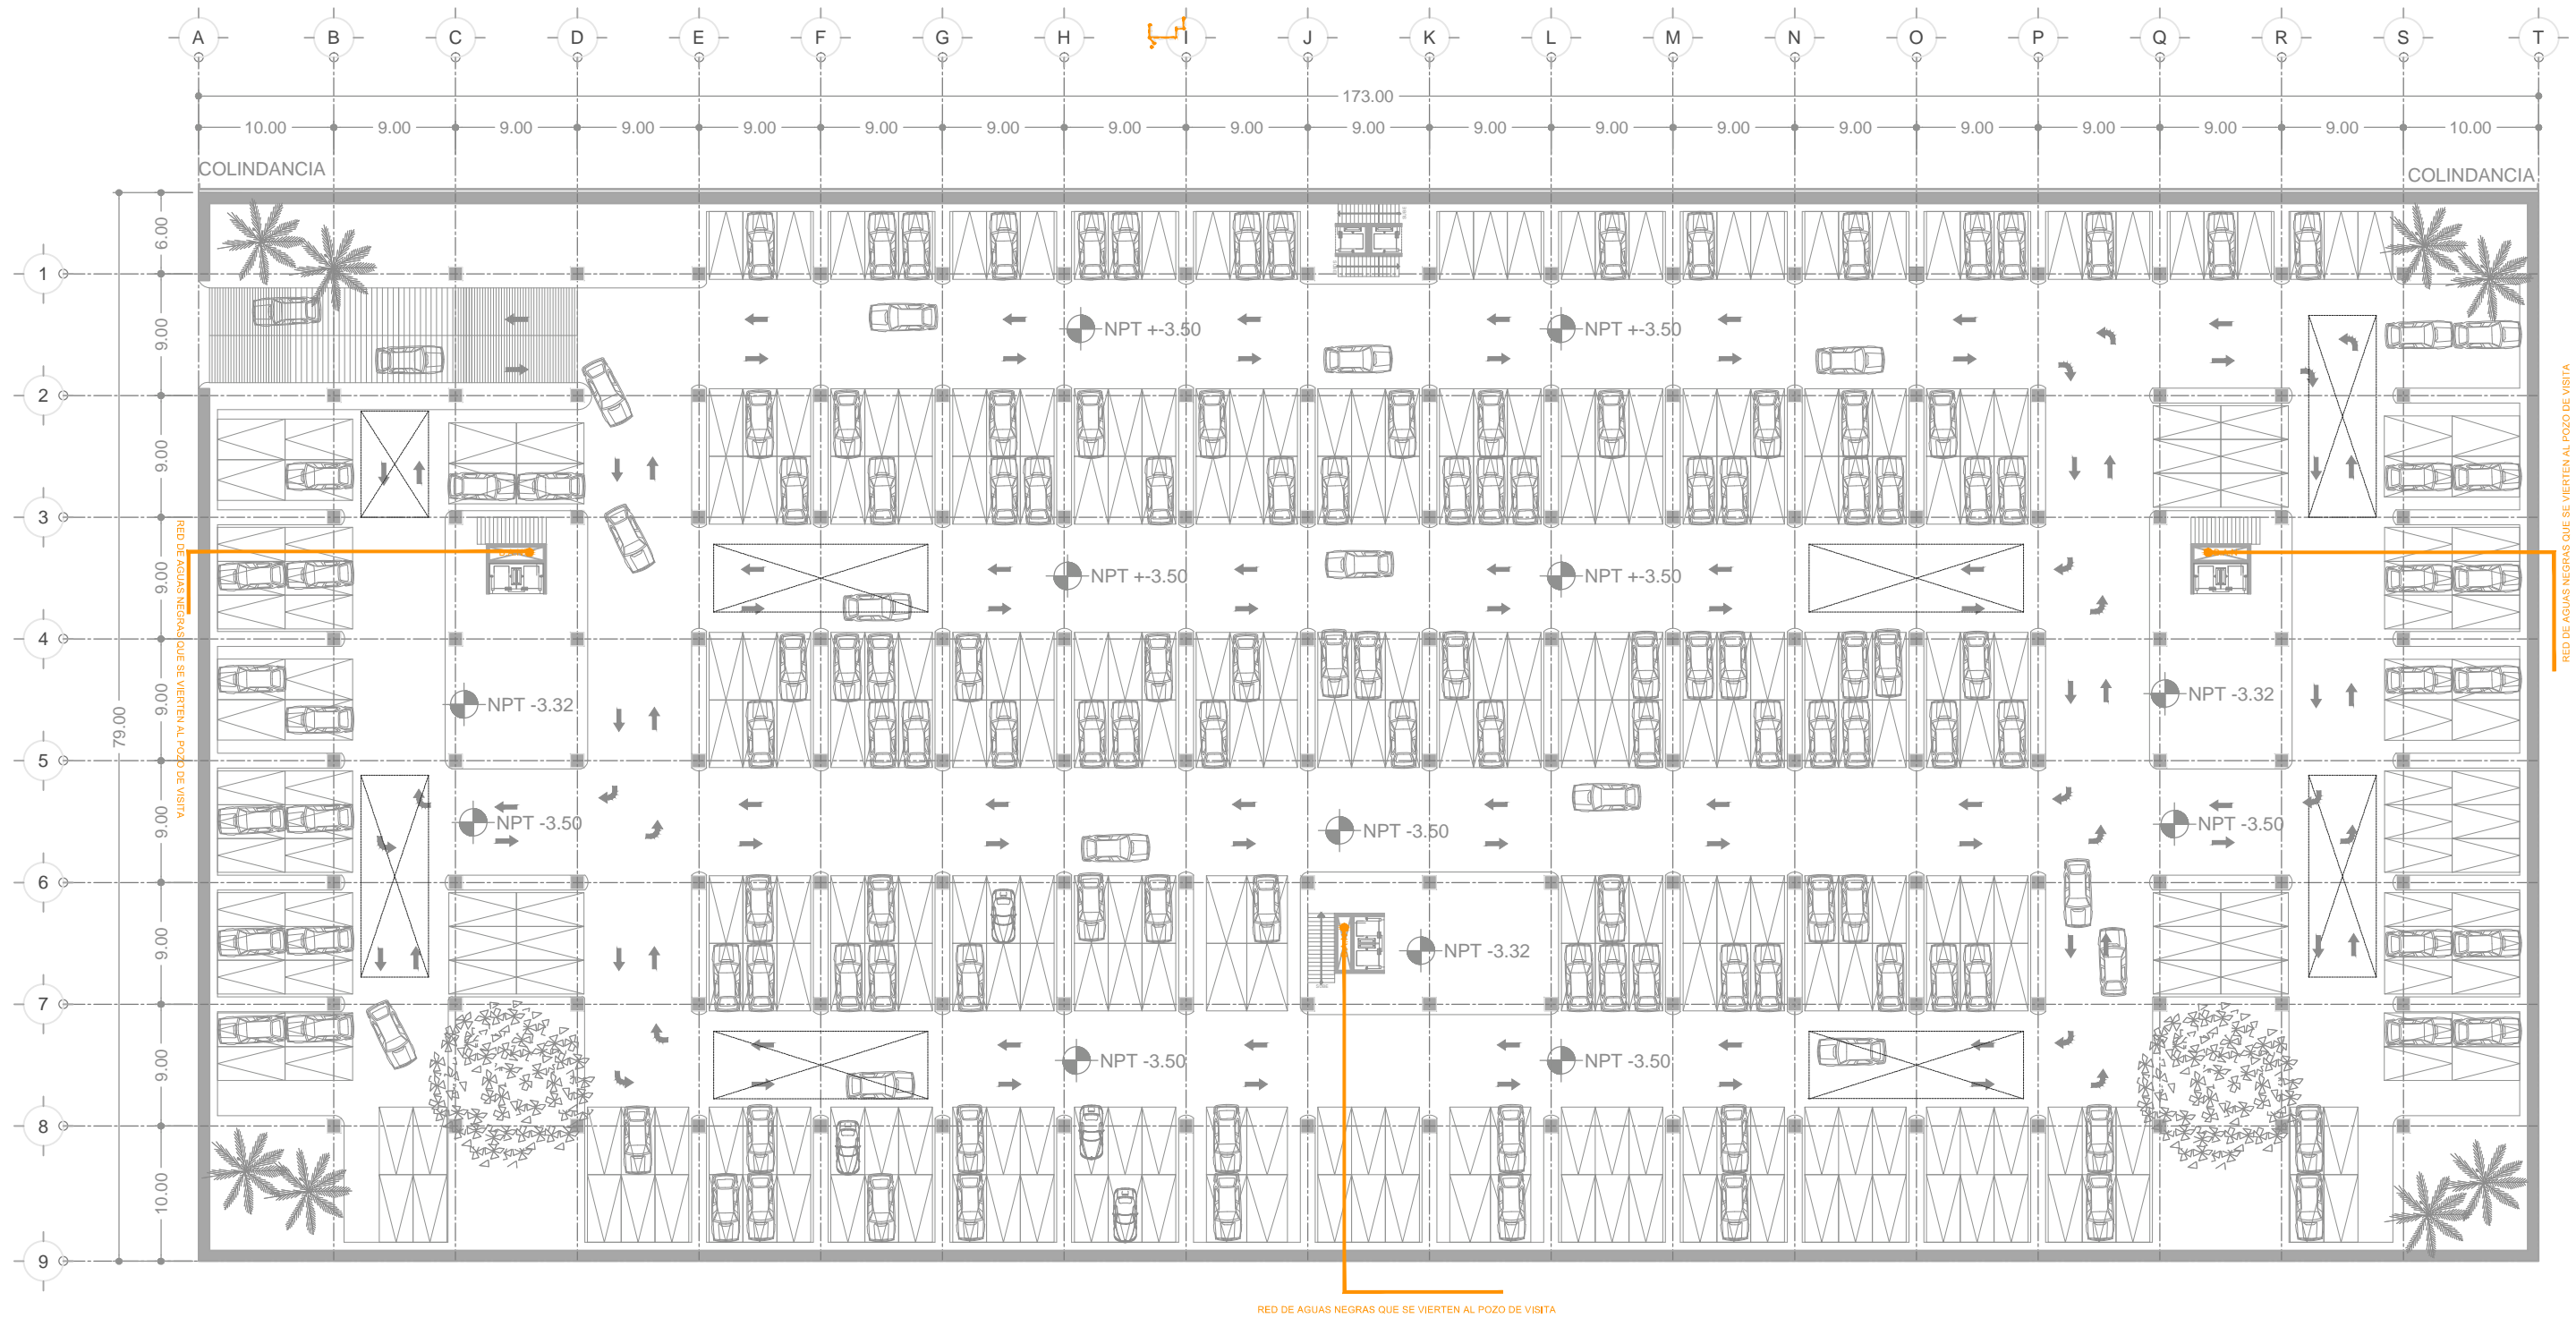 A B C D E F G H I J K L M N O P Q R S T
173.00
10.00 9.00 9.00 9.00 9.00 9.00 9.00 9.00 9.00 9.00 9.00 9.00 9.00 9.00 9.00 9.00 9.00 9.00 10.00
COLINDANCIA
COLINDANCIA
6.00
1
9.00
NPT +-3.50
NPT +-3.50
2
9.00
3
9.00
NPT +-3.50
NPT +-3.50
4
9.00
NPT -3.32
NPT -3.32
79.00
5
9.00
NPT -3.50
NPT -3.50
NPT -3.50
6
9.00
NPT -3.32
7
9.00
NPT -3.50
NPT -3.50
8
10.00
9
RED DE AGUAS NEGRAS QUE SE VIERTEN AL POZO DE VISITA
RED DE AGUAS NEGRAS QUE SE VIERTEN AL POZO DE VISITA
RED DE AGUAS NEGRAS QUE SE VIERTEN AL POZO DE VISITA